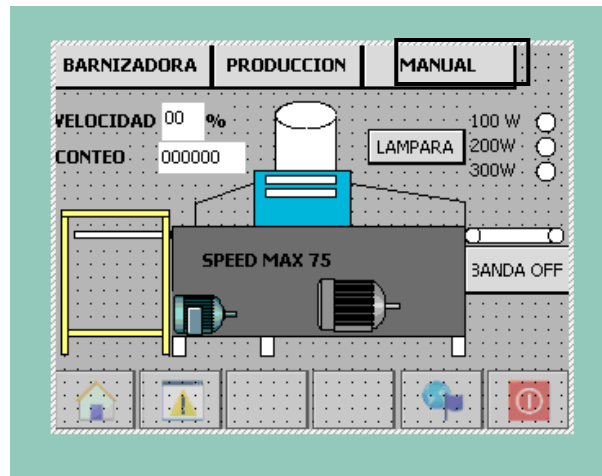 BARNIZADORA PRODUCCION MANUAL
VELOCIDAD 00 %
100 W
CONTEO 000000
LAMPARA
200W
300W
SPEED MAX 75
BANDA OFF